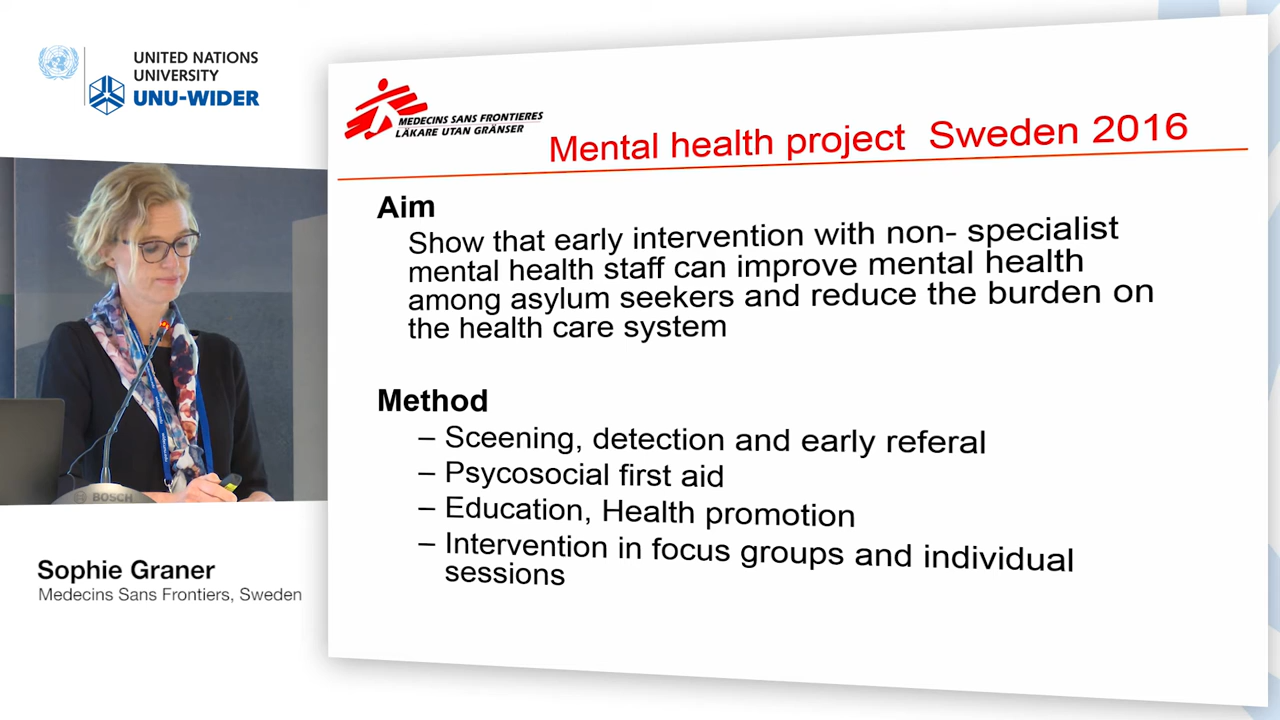 UNITED NATIONS
UNIVERSITY
UNU-WIDER
MEDECINS SANS FRONTIERES
LÄKARE UTAN GRÄNSER
Mental health project Sweden 2016
Aim
Show that early intervention with non- specialist
mental health staff can improve mental health
among asylum seekers and reduce the burden on
the health care system
Method
– Sceening, detection and early referal
– Psycosocial first aid
– Education, Health promotion
– Intervention in focus groups and individual
sessions
BOSCH
Sophie Graner
Medecins Sans Frontiers, Sweden